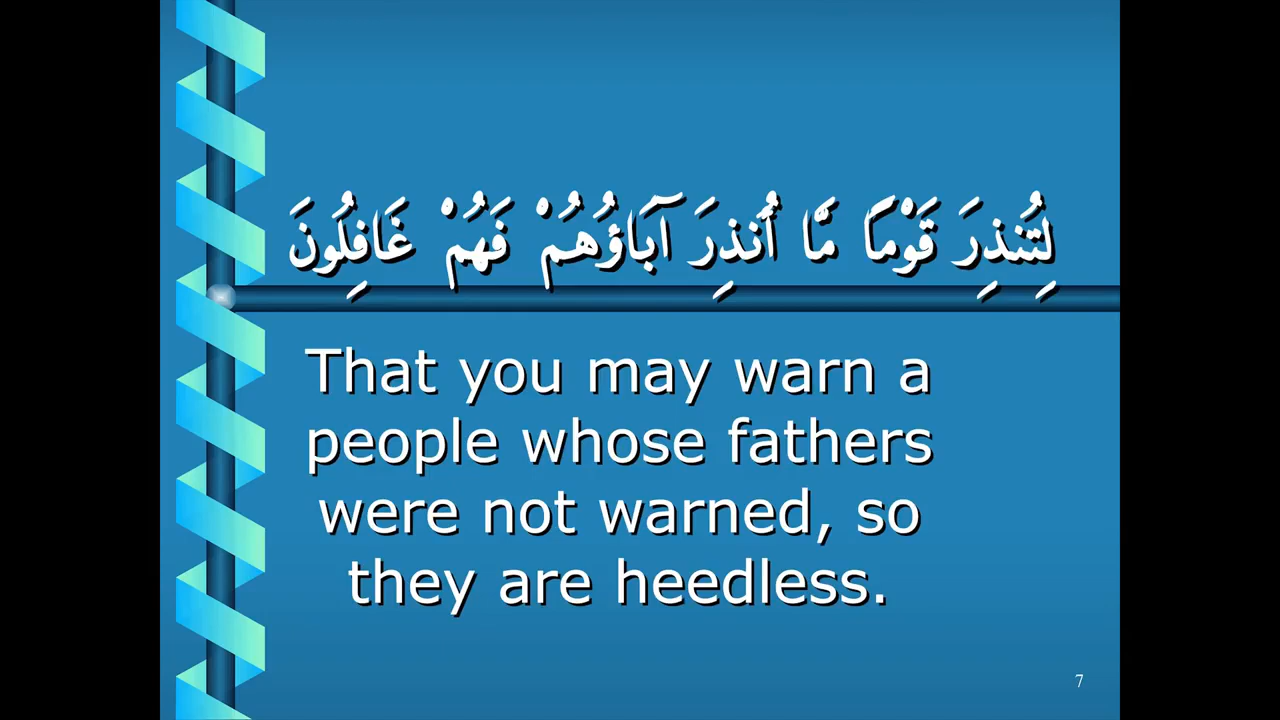 لِتُنذِرَ قَوْمًا مَّا أُنذِرَ آبَاؤُهُمْ فَهُمْ غَافِلُونَ
That you may warn a
people whose fathers
were not warned, so
they are heedless.
7